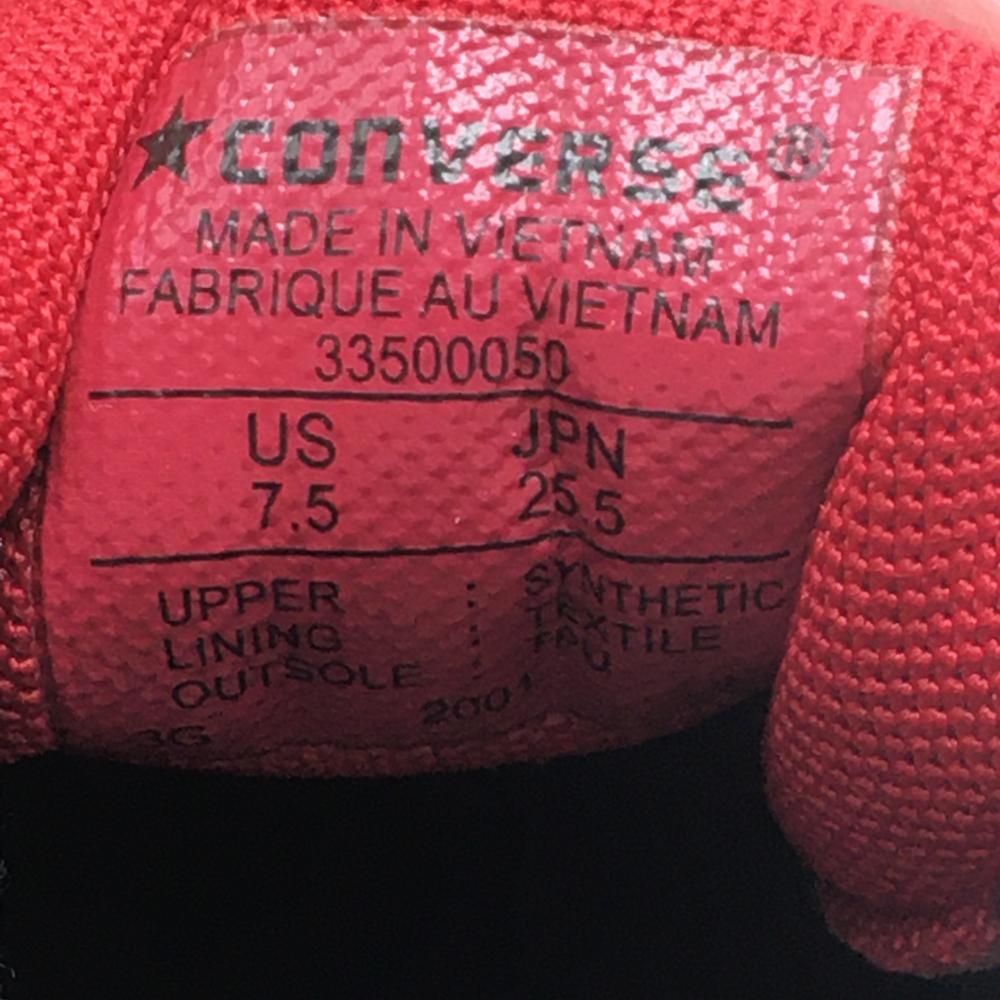 ★CONVERSE®
MADE IN VIETNAM
FABRIQUE AU VIETNAM
33500050
US JPN
7.5 25.5
UPPER : SYNTHETIC
LINING : TEXTILE
OUTSOLE :
2001